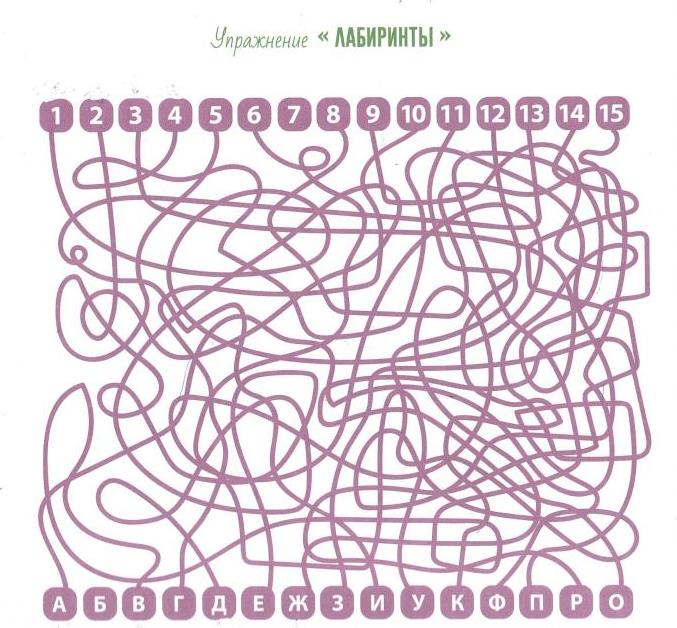 Упражнение « ЛАБИРИНТЫ »
1 2 3 4 5 6 7 8 9 10 11 12 13 14 15
А Б В Г Д Е Ж З И У К Ф П Р О